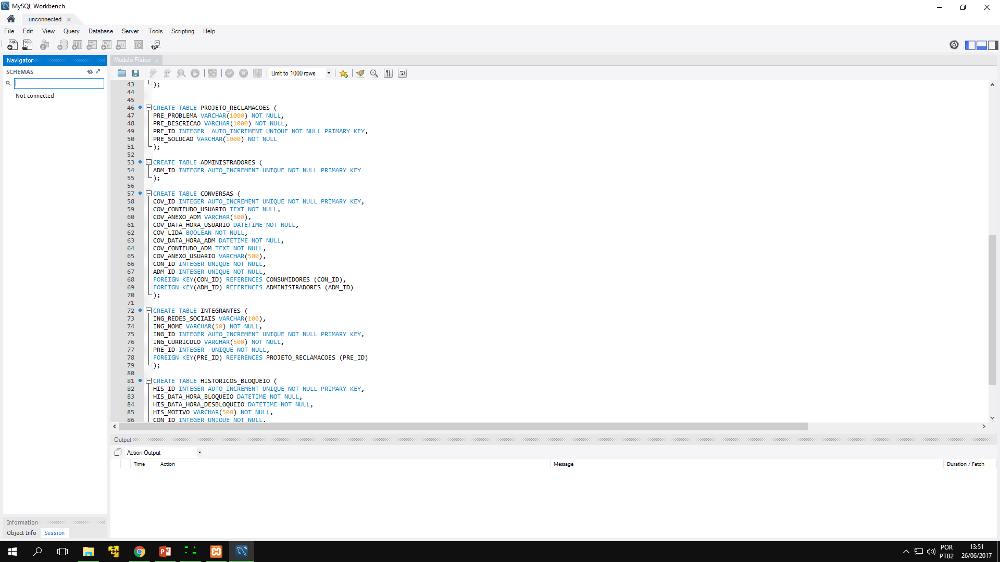 MySQL Workbench
unconnected
File Edit View Query Database Server Tools Scripting Help
Navigator
SCHEMAS
Not connected
Modelo Físico
Limit to 1000 rows
43 );
44
45
46 CREATE TABLE PROJETO_RECLAMACOES (
47 PRE_PROBLEMA VARCHAR(1000) NOT NULL,
48 PRE_DESCRICAO VARCHAR(1000) NOT NULL,
49 PRE_ID INTEGER  AUTO_INCREMENT UNIQUE NOT NULL PRIMARY KEY,
50 PRE_SOLUCAO VARCHAR(1000) NOT NULL
51 );
52
53 CREATE TABLE ADMINISTRADORES (
54 ADM_ID INTEGER AUTO_INCREMENT UNIQUE NOT NULL PRIMARY KEY
55 );
56
57 CREATE TABLE CONVERSAS (
58 COV_ID INTEGER AUTO_INCREMENT UNIQUE NOT NULL PRIMARY KEY,
59 COV_CONTEUDO_USUARIO TEXT NOT NULL,
60 COV_ANEXO_ADM VARCHAR(500),
61 COV_DATA_HORA_USUARIO DATETIME NOT NULL,
62 COV_LIDA BOOLEAN NOT NULL,
63 COV_DATA_HORA_ADM DATETIME NOT NULL,
64 COV_CONTEUDO_ADM TEXT NOT NULL,
65 COV_ANEXO_USUARIO VARCHAR(500),
66 CON_ID INTEGER UNIQUE NOT NULL,
67 ADM_ID INTEGER UNIQUE NOT NULL,
68 FOREIGN KEY(CON_ID) REFERENCES CONSUMIDORES (CON_ID),
69 FOREIGN KEY(ADM_ID) REFERENCES ADMINISTRADORES (ADM_ID)
70 );
71
72 CREATE TABLE INTEGRANTES (
73 ING_REDES_SOCIAIS VARCHAR(100),
74 ING_NOME VARCHAR(50) NOT NULL,
75 ING_ID INTEGER AUTO_INCREMENT UNIQUE NOT NULL PRIMARY KEY,
76 ING_CURRICULO VARCHAR(500) NOT NULL,
77 PRE_ID INTEGER  UNIQUE NOT NULL,
78 FOREIGN KEY(PRE_ID) REFERENCES PROJETO_RECLAMACOES (PRE_ID)
79 );
80
81 CREATE TABLE HISTORICOS_BLOQUEIO (
82 HIS_ID INTEGER AUTO_INCREMENT UNIQUE NOT NULL PRIMARY KEY,
83 HIS_DATA_HORA_BLOQUEIO DATETIME NOT NULL,
84 HIS_DATA_HORA_DESBLOQUEIO DATETIME NOT NULL,
85 HIS_MOTIVO VARCHAR(500) NOT NULL,
86 CON_ID INTEGER UNIQUE NOT NULL,
Output
Action Output
Time Action Message Duration / Fetch
Information
Object Info Session
POR
PTB2
13:51
26/06/2017